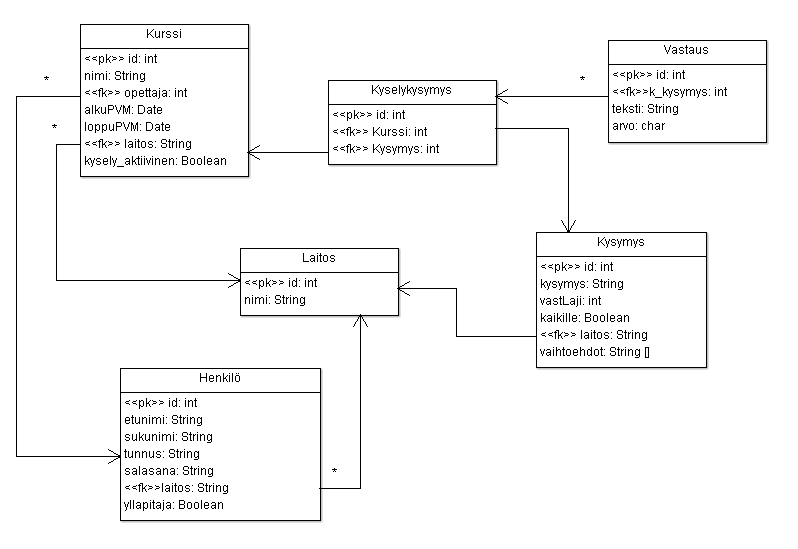 Kurssi
<<pk>> id: int
nimi: String
<<fk>> opettaja: int
alkuPVM: Date
loppuPVM: Date
<<fk>> laitos: String
kysely_aktiivinen: Boolean
*
*
Kyselykysymys
<<pk>> id: int
<<fk>> Kurssi: int
<<fk>> Kysymys: int
*
Vastaus
<<pk>> id: int
<<fk>>k_kysymys: int
teksti: String
arvo: char
Laitos
<<pk>> id: int
nimi: String
Kysymys
<<pk>> id: int
kysymys: String
vastLaji: int
kaikille: Boolean
<<fk>> laitos: String
vaihtoehdot: String []
Henkilö
<<pk>> id: int
etunimi: String
sukunimi: String
tunnus: String
salasana: String
<<fk>>laitos: String
yllapitaja: Boolean
*